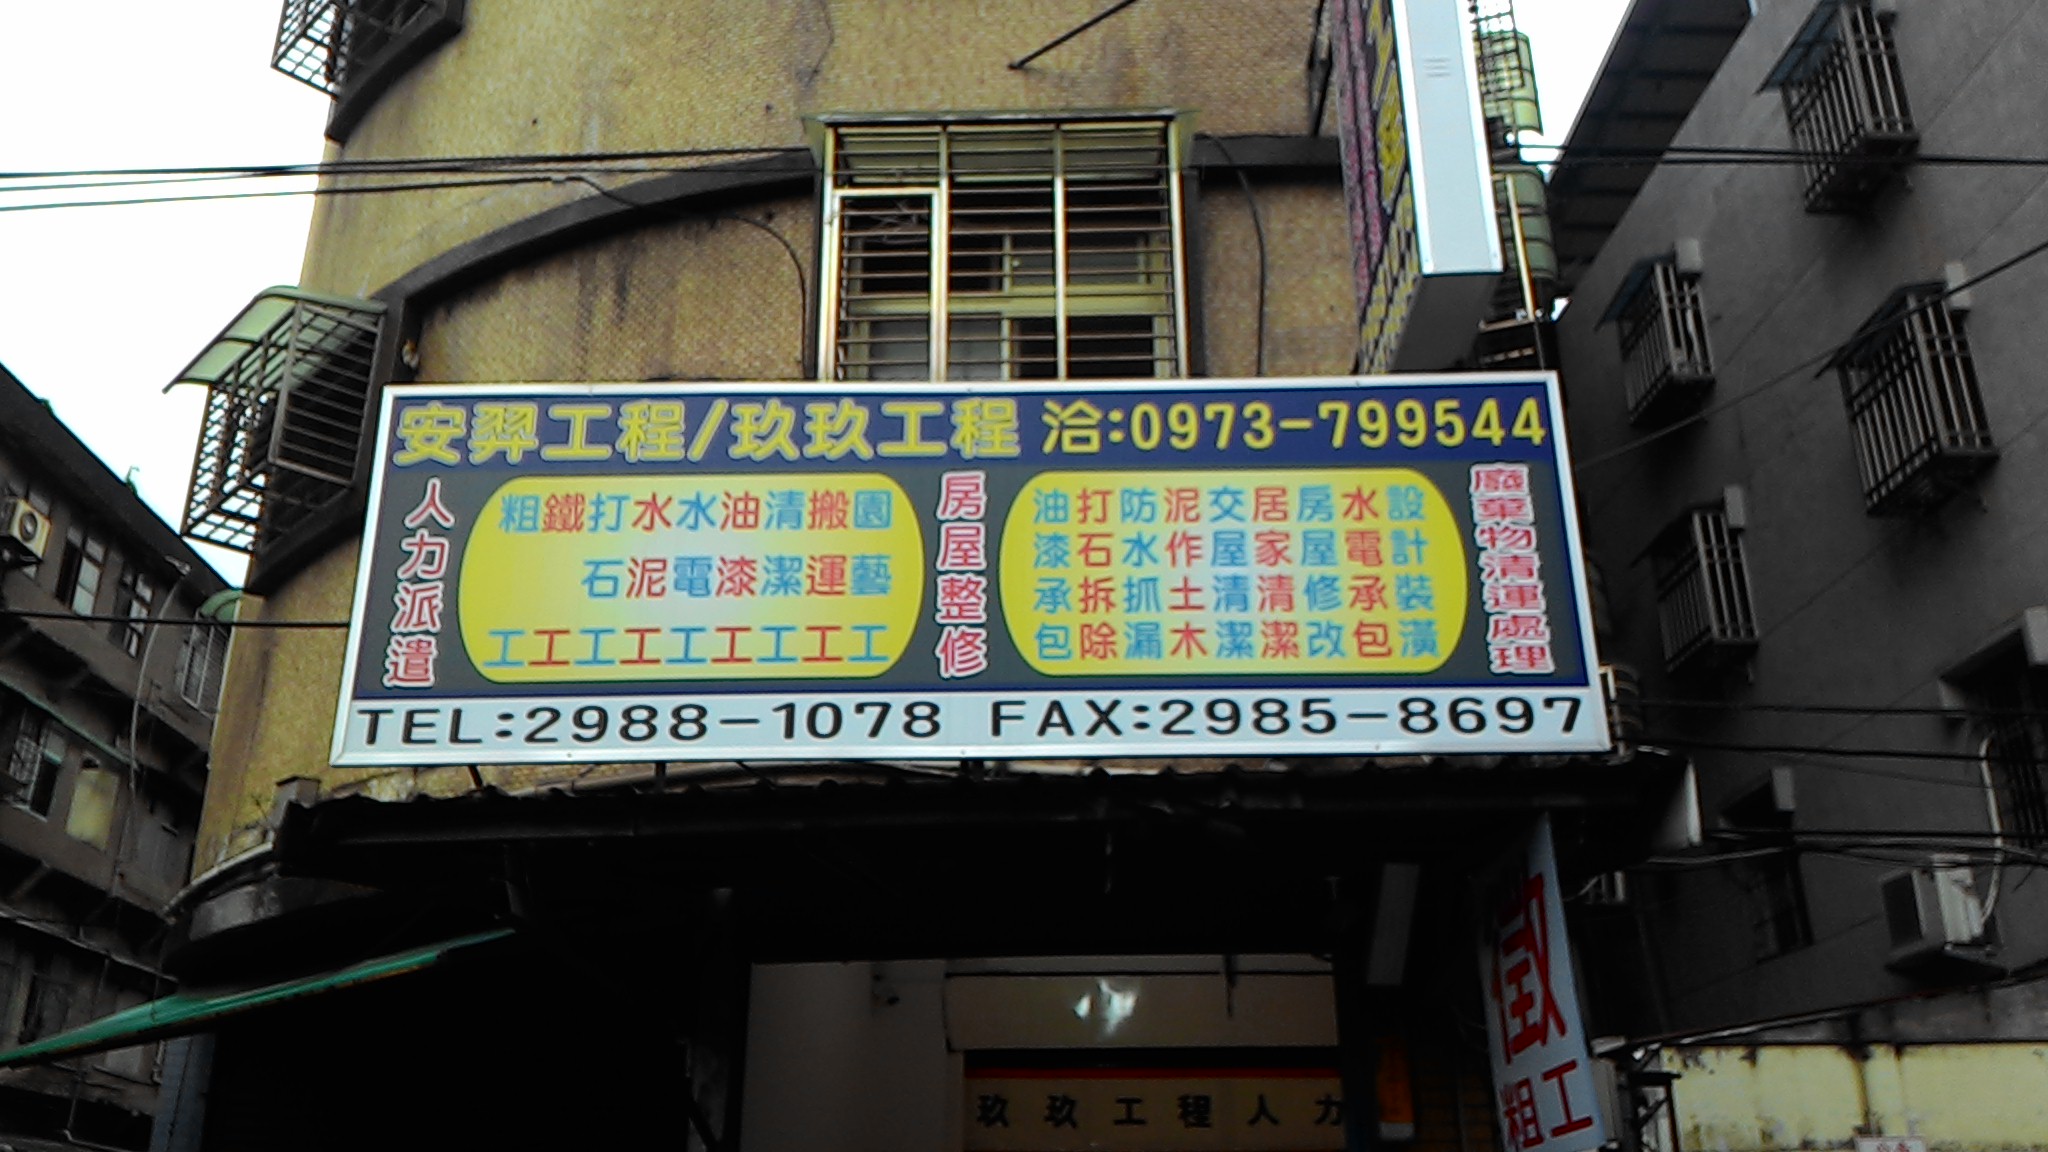 安羿工程/玖玖工程 洽:0973-799544
人力派遣
粗工
鐵工
打石工
水泥工
水電工
油漆工
清潔工
搬運工
園藝工
房屋整修
油漆承包
打石拆除
防水抓漏
泥作土木
交屋清潔
居家清潔
房屋修改
水電承包
設計裝潢
廢棄物清運處理
TEL:2988-1078 FAX:2985-8697
玖玖工程人力
徵
粗工